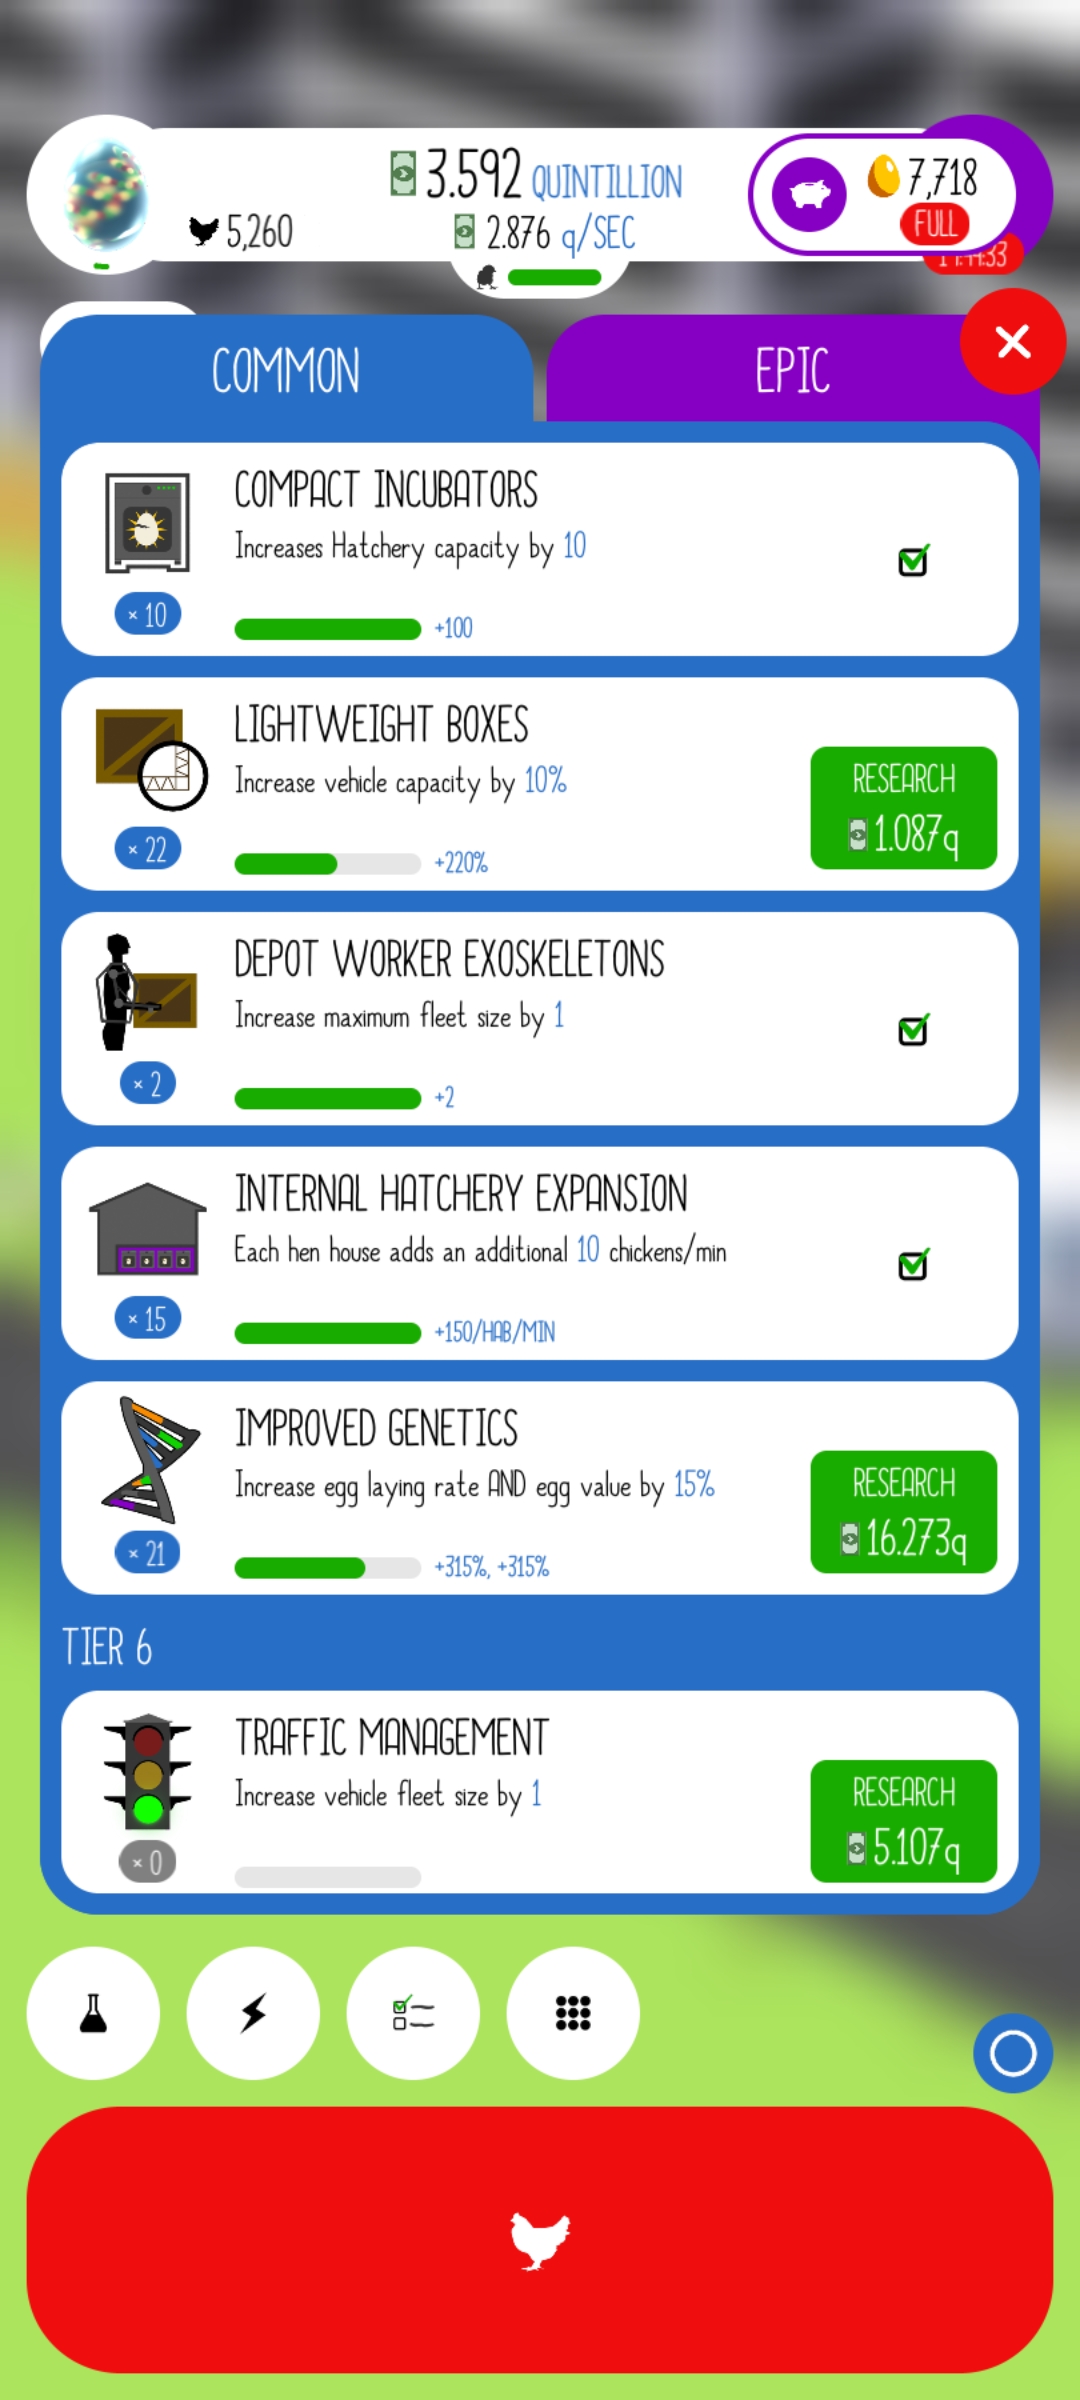 3.592 QUINTILLION
7,718
5,260
2.876 q/SEC
FULL
COMMON
EPIC
COMPACT INCUBATORS
Increases Hatchery capacity by 10
× 10
+100
LIGHTWEIGHT BOXES
Increase vehicle capacity by 10%
RESEARCH
1.087q
× 22
+220%
DEPOT WORKER EXOSKELETONS
Increase maximum fleet size by 1
× 2
+2
INTERNAL HATCHERY EXPANSION
Each hen house adds an additional 10 chickens/min
× 15
+150/HAB/MIN
IMPROVED GENETICS
Increase egg laying rate AND egg value by 15%
RESEARCH
16.273q
× 21
+315%, +315%
TIER 6
TRAFFIC MANAGEMENT
Increase vehicle fleet size by 1
RESEARCH
5.107q
× 0